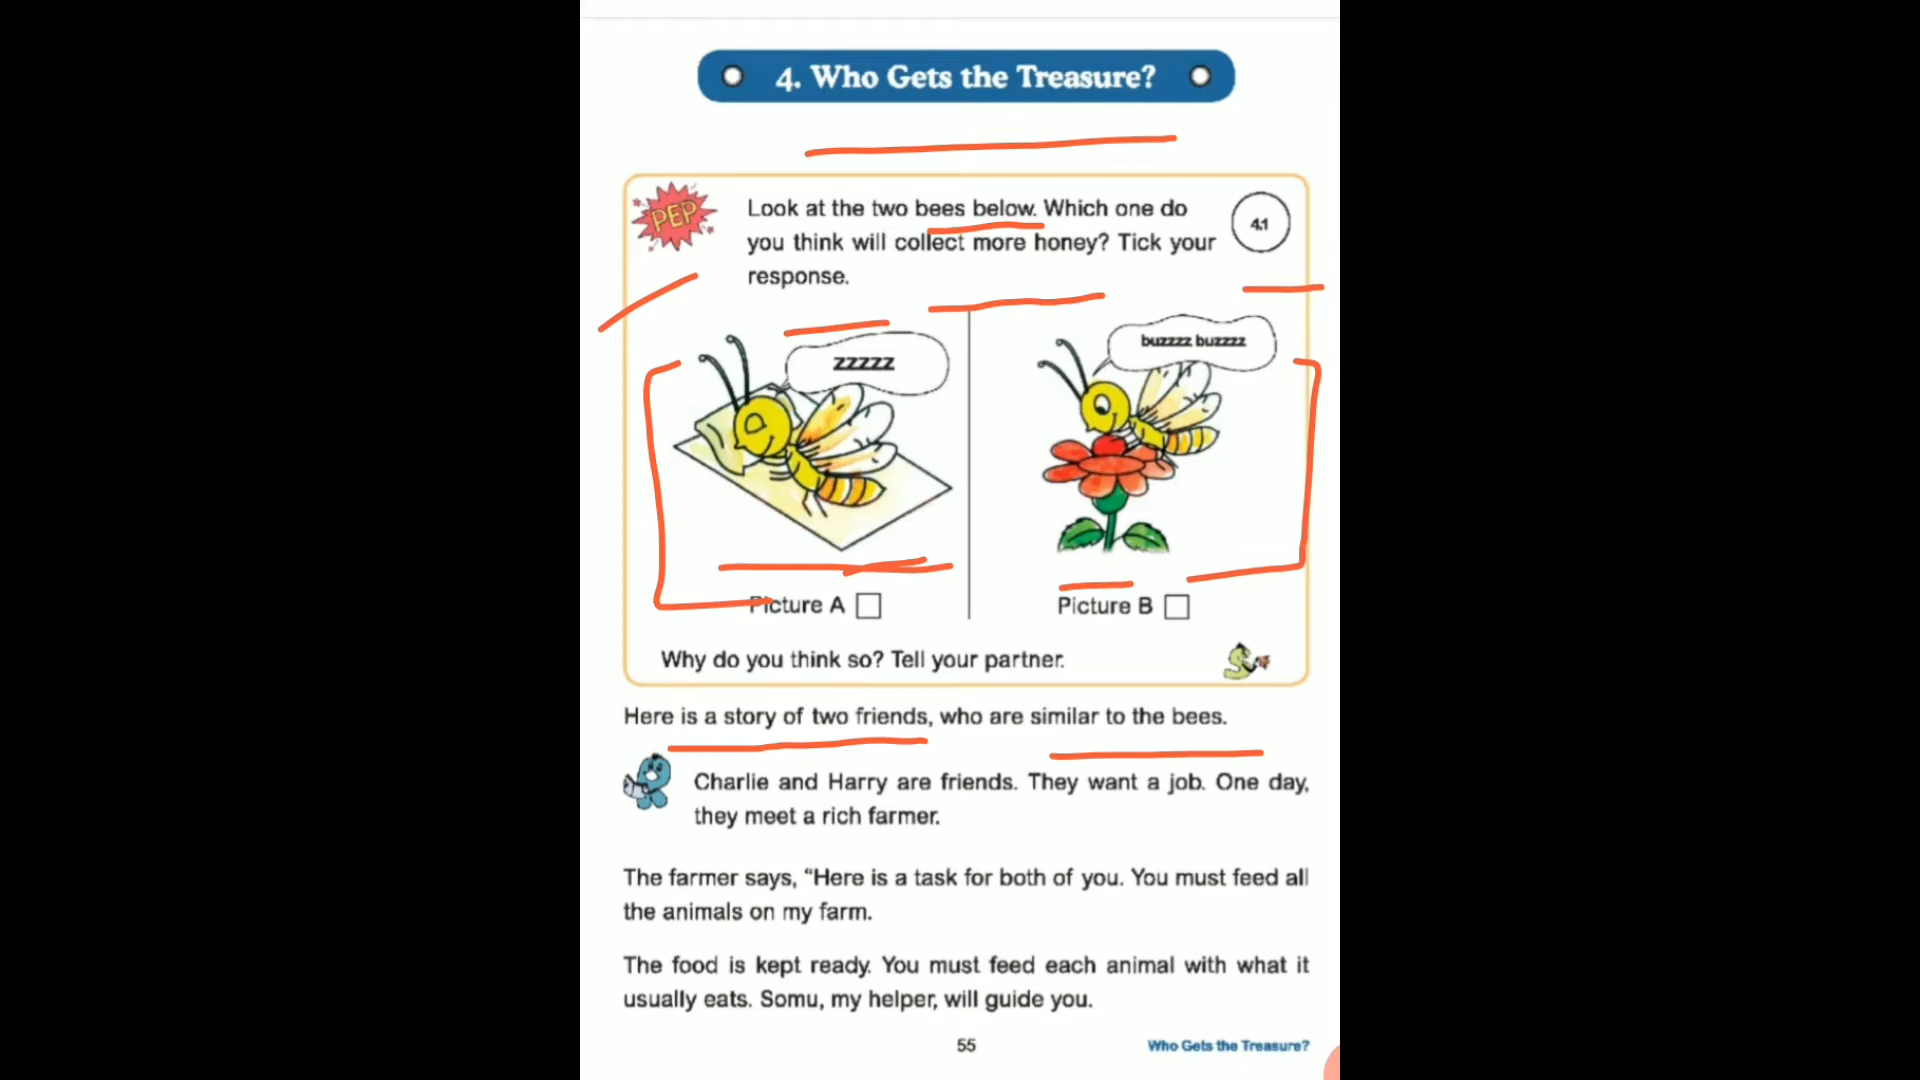 4. Who Gets the Treasure?
PEP
Look at the two bees below. Which one do
you think will collect more honey? Tick your
response.
4.1
zzzzz
buzzzz buzzzz
Picture A
Picture B
Why do you think so? Tell your partner.
Here is a story of two friends, who are similar to the bees.
Charlie and Harry are friends. They want a job. One day,
they meet a rich farmer.
The farmer says, “Here is a task for both of you. You must feed all
the animals on my farm.
The food is kept ready. You must feed each animal with what it
usually eats. Somu, my helper, will guide you.
55
Who Gets the Treasure?